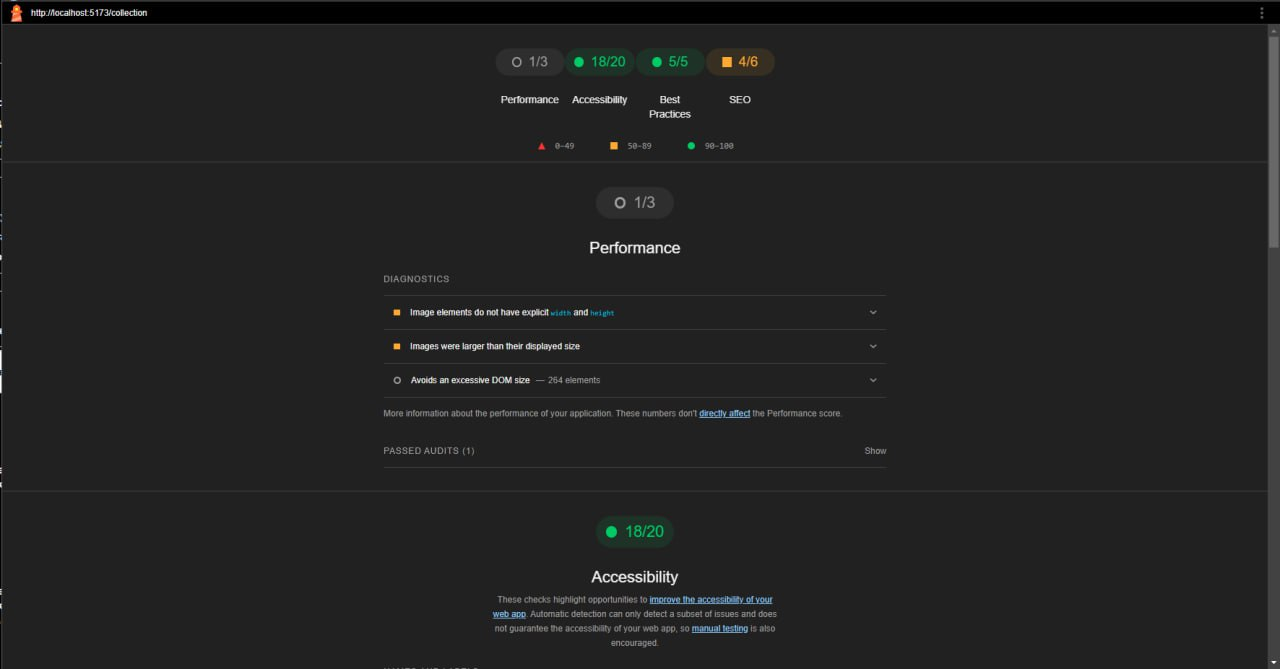 http://localhost:5173/collection
1/3 18/20 5/5 4/6
Performance Accessibility Best Practices SEO
0–49 50–89 90–100
1/3
Performance
DIAGNOSTICS
Image elements do not have explicit width and height
Images were larger than their displayed size
Avoids an excessive DOM size — 264 elements
More information about the performance of your application. These numbers don't directly affect the Performance score.
PASSED AUDITS (1) Show
18/20
Accessibility
These checks highlight opportunities to improve the accessibility of your
web app. Automatic detection can only detect a subset of issues and does
not guarantee the accessibility of your web app, so manual testing is also
encouraged.